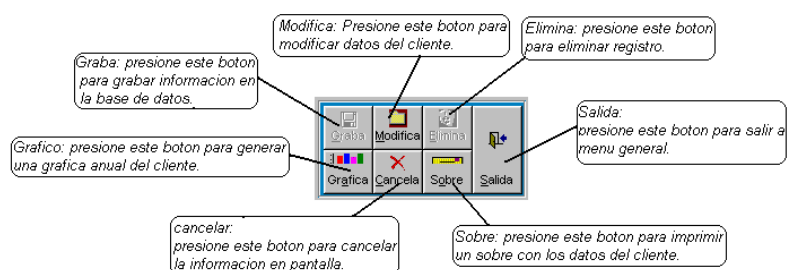 Modifica: Presione este boton para
modificar datos del cliente.
Elimina: presione este boton
para eliminar registro.
Graba: presione este boton
para grabar informacion en
la base de datos.
Salida:
presione este boton para salir a
menu general.
Graba Modifica Elimina
Grafico: presione este boton para generar
una grafica anual del cliente.
Grafica Cancela Sobre Salida
cancelar:
presione este boton para cancelar
la informacion en pantalla.
Sobre: presione este boton para imprimir
un sobre con los datos del cliente.